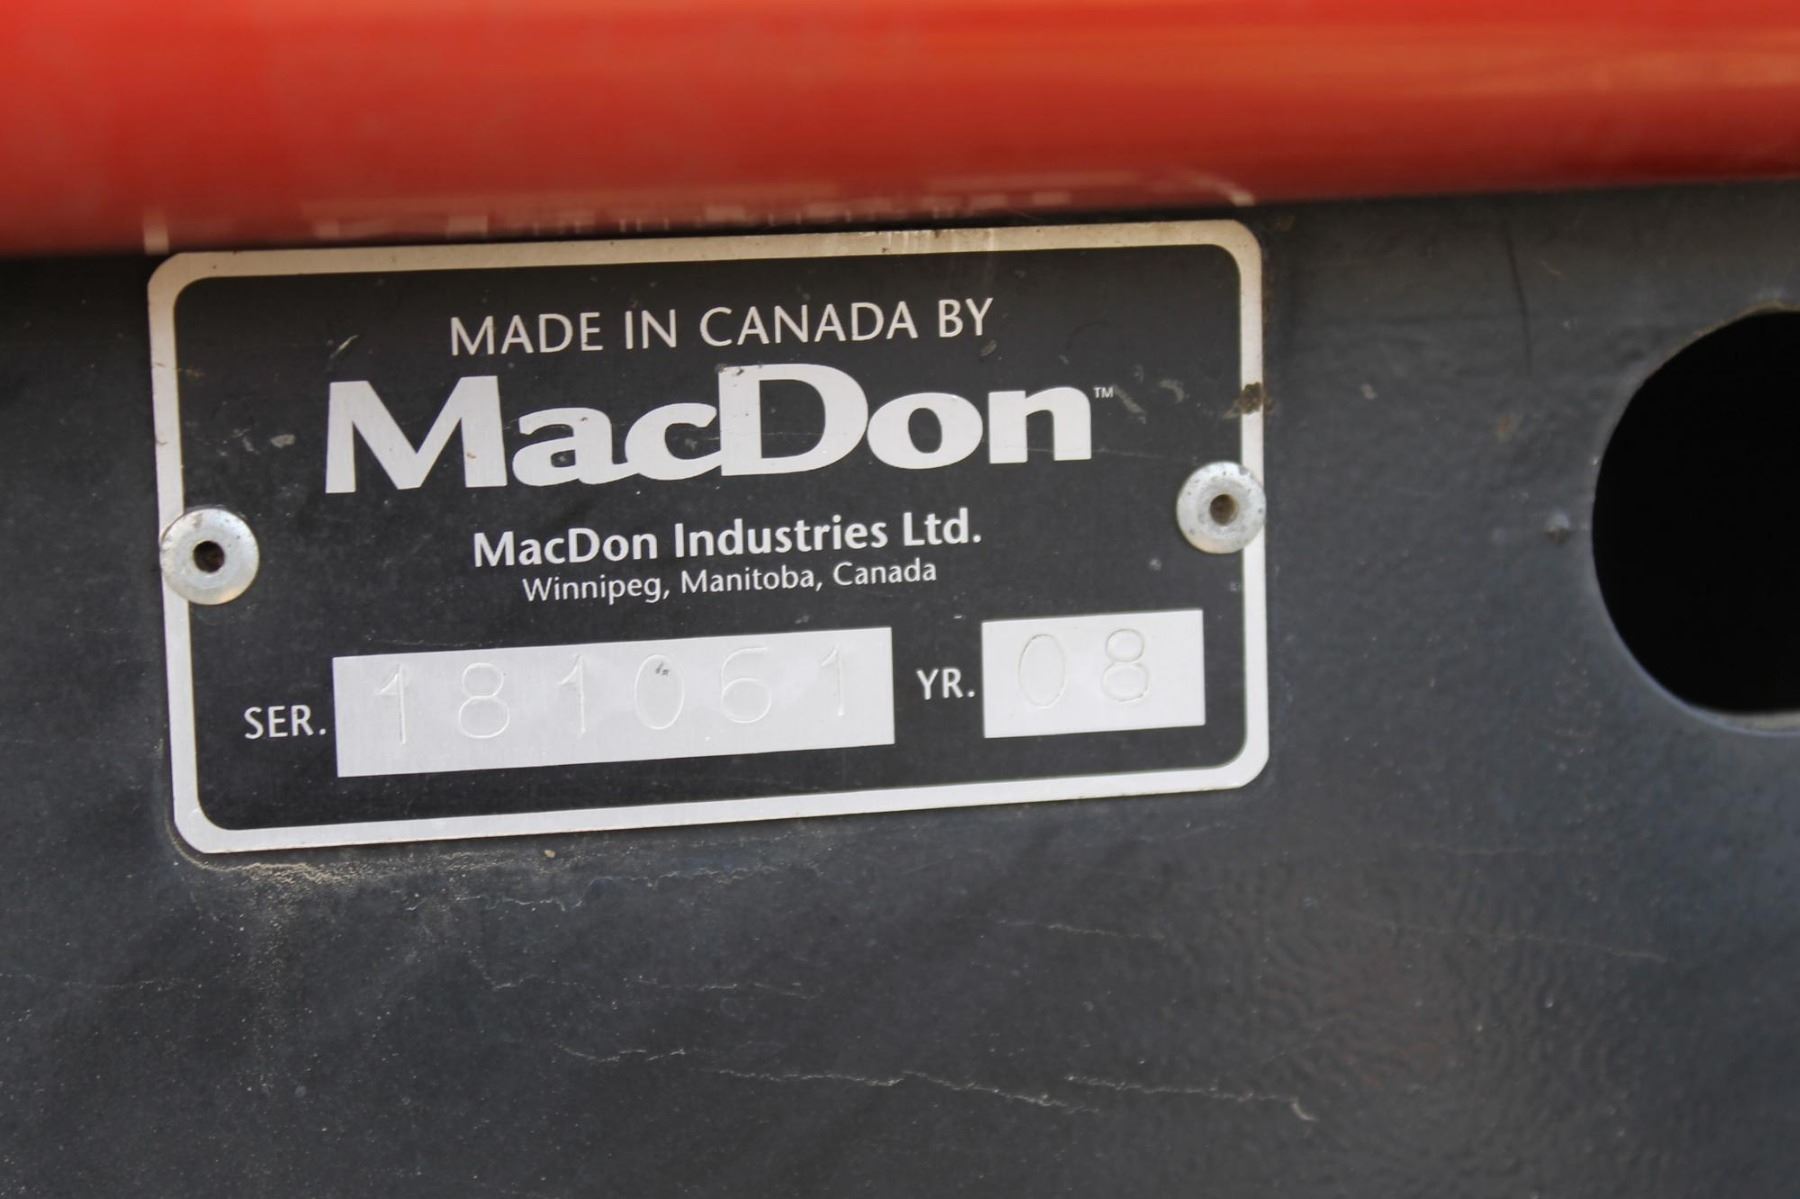 MADE IN CANADA BY
MacDon™
MacDon Industries Ltd.
Winnipeg, Manitoba, Canada
SER. 181061 YR. 08